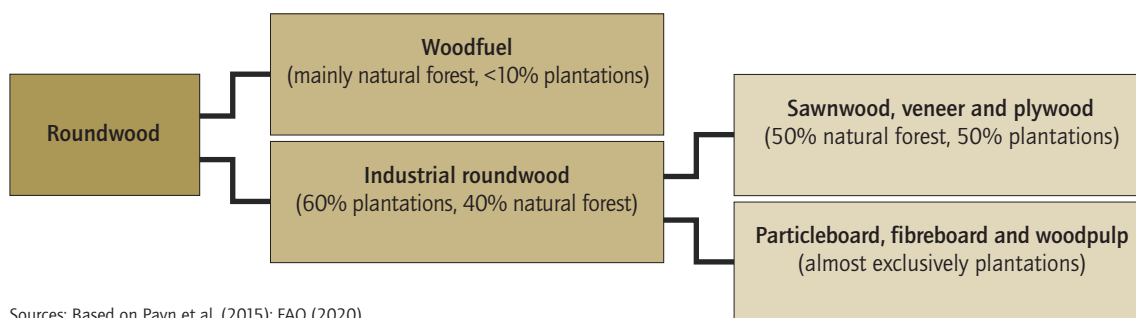 Roundwood
Woodfuel
(mainly natural forest, <10% plantations)
Industrial roundwood
(60% plantations, 40% natural forest)
Sawnwood, veneer and plywood
(50% natural forest, 50% plantations)
Particleboard, fibreboard and woodpulp
(almost exclusively plantations)
Sources: Based on Payn et al. (2015); FAO (2020)